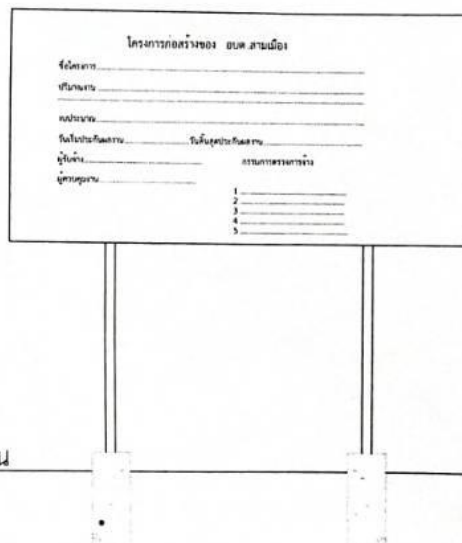 โครงการก่อสร้างของ อบต.สามเมือง
ชื่อโครงการ
ปริมาณงาน
งบประมาณ
วันเริ่มประกันผลงาน วันสิ้นสุดประกันผลงาน
ผู้รับจ้าง กรรมการตรวจการจ้าง
ผู้ควบคุมงาน
1
2
3
4
5